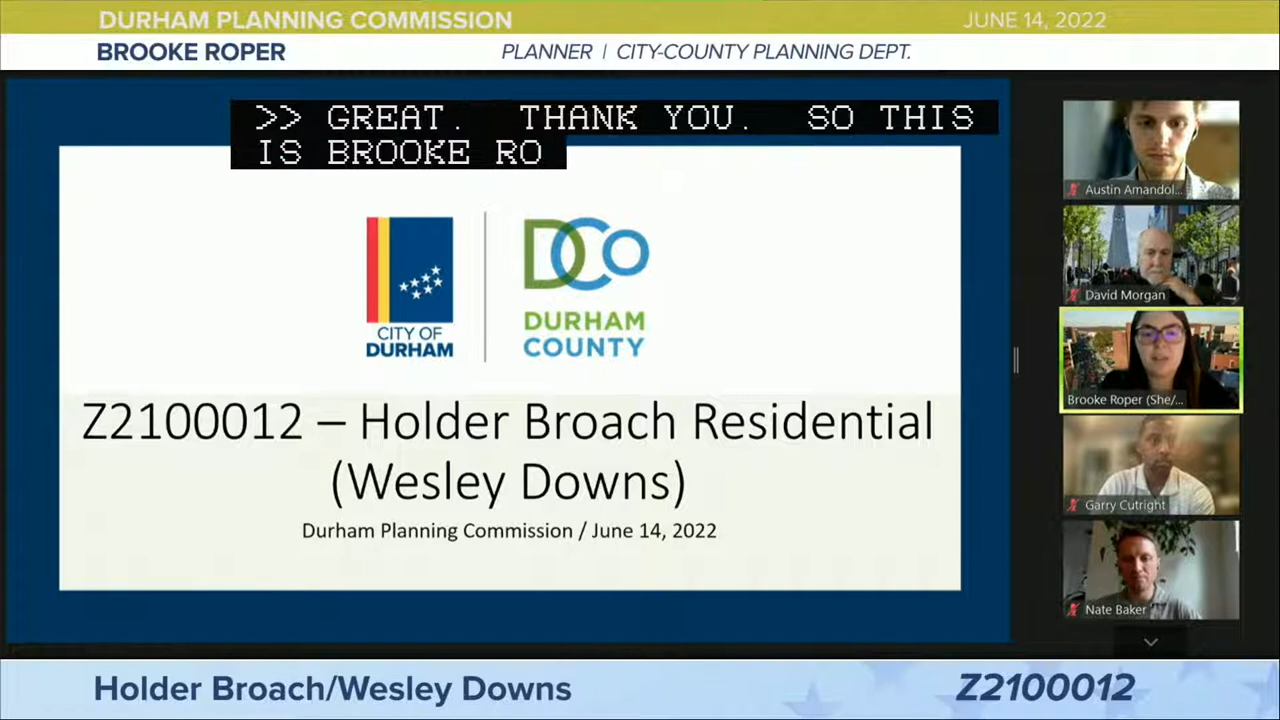 DURHAM PLANNING COMMISSION
JUNE 14, 2022
BROOKE ROPER
PLANNER | CITY-COUNTY PLANNING DEPT.
>> GREAT. THANK YOU. SO THIS
IS BROOKE RO
CITY OF
DURHAM
DCO
DURHAM
COUNTY
Z2100012 – Holder Broach Residential
(Wesley Downs)
Durham Planning Commission / June 14, 2022
Austin Amandol...
David Morgan
Brooke Roper (She/...
Garry Cutright
Nate Baker
Holder Broach/Wesley Downs
Z2100012